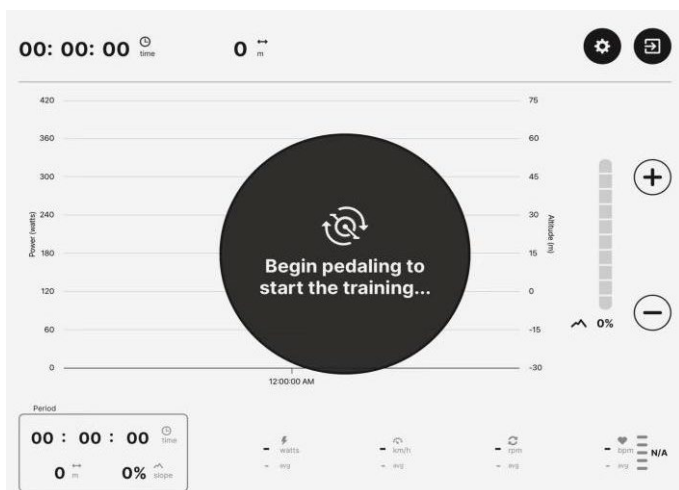 00: 00: 00 time
0 m
420
360
300
240
180
120
60
0
Power (watts)
75
60
45
30
15
0
-15
-30
Altitude (m)
Begin pedaling to
start the training...
12:00:00 AM
+
−
0%
Period
00 : 00 : 00 time
0 m 0% slope
- watts
- avg
- km/h
- avg
- rpm
- avg
- bpm
- avg
N/A